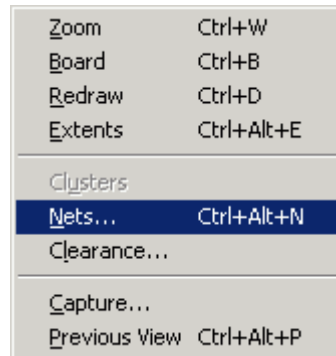 Zoom Ctrl+W
Board Ctrl+B
Redraw Ctrl+D
Extents Ctrl+Alt+E
Clusters
Nets... Ctrl+Alt+N
Clearance...
Capture...
Previous View Ctrl+Alt+P